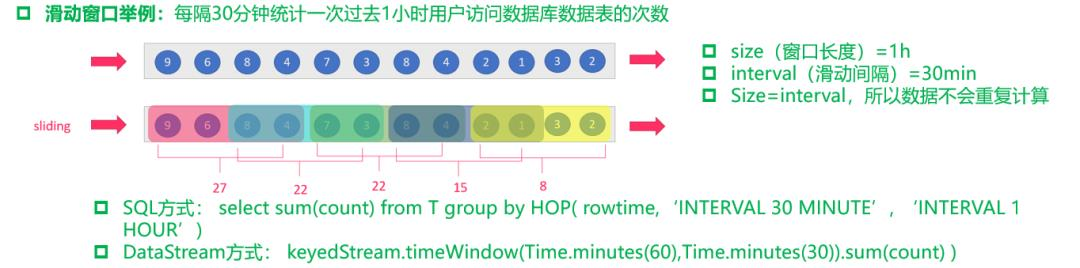 滑动窗口举例：每隔30分钟统计一次过去1小时用户访问数据库数据表的次数
9 6 8 4 7 3 8 4 2 1 3 2
size（窗口长度）=1h
interval（滑动间隔）=30min
Size=interval，所以数据不会重复计算
sliding
9 6 8 4 7 3 8 4 2 1 3 2
27 22 22 15 8
SQL方式： select sum(count) from T group by HOP( rowtime,‘INTERVAL 30 MINUTE’, ‘INTERVAL 1
HOUR’)
DataStream方式： keyedStream.timeWindow(Time.minutes(60),Time.minutes(30)).sum(count) )